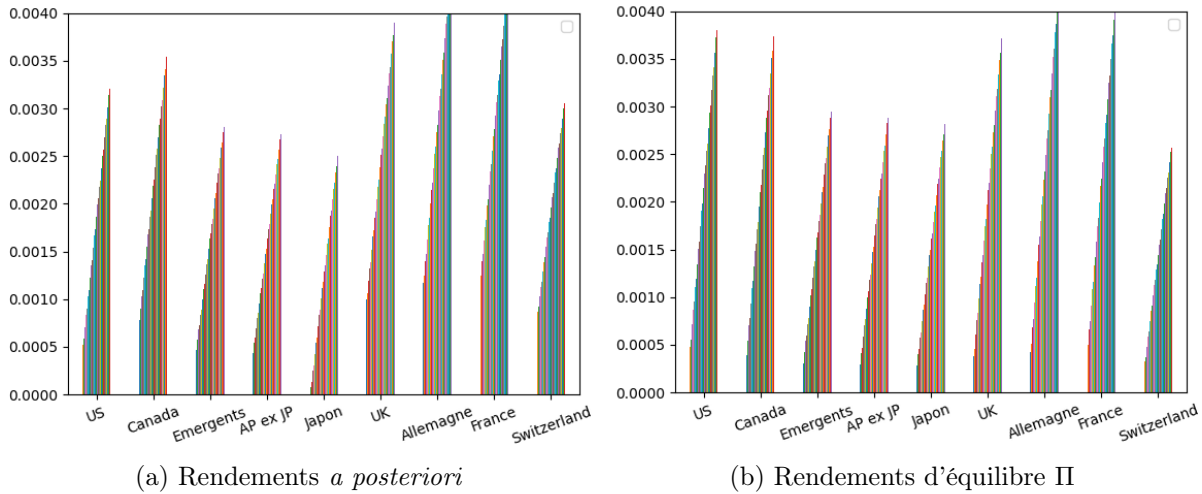 0.0040
0.0035
0.0030
0.0025
0.0020
0.0015
0.0010
0.0005
0.0000
US
Canada
Emergents
AP ex JP
Japon
UK
Allemagne
France
Switzerland
(a) Rendements a posteriori
0.0040
0.0035
0.0030
0.0025
0.0020
0.0015
0.0010
0.0005
0.0000
US
Canada
Emergents
AP ex JP
Japon
UK
Allemagne
France
Switzerland
(b) Rendements d'équilibre Π